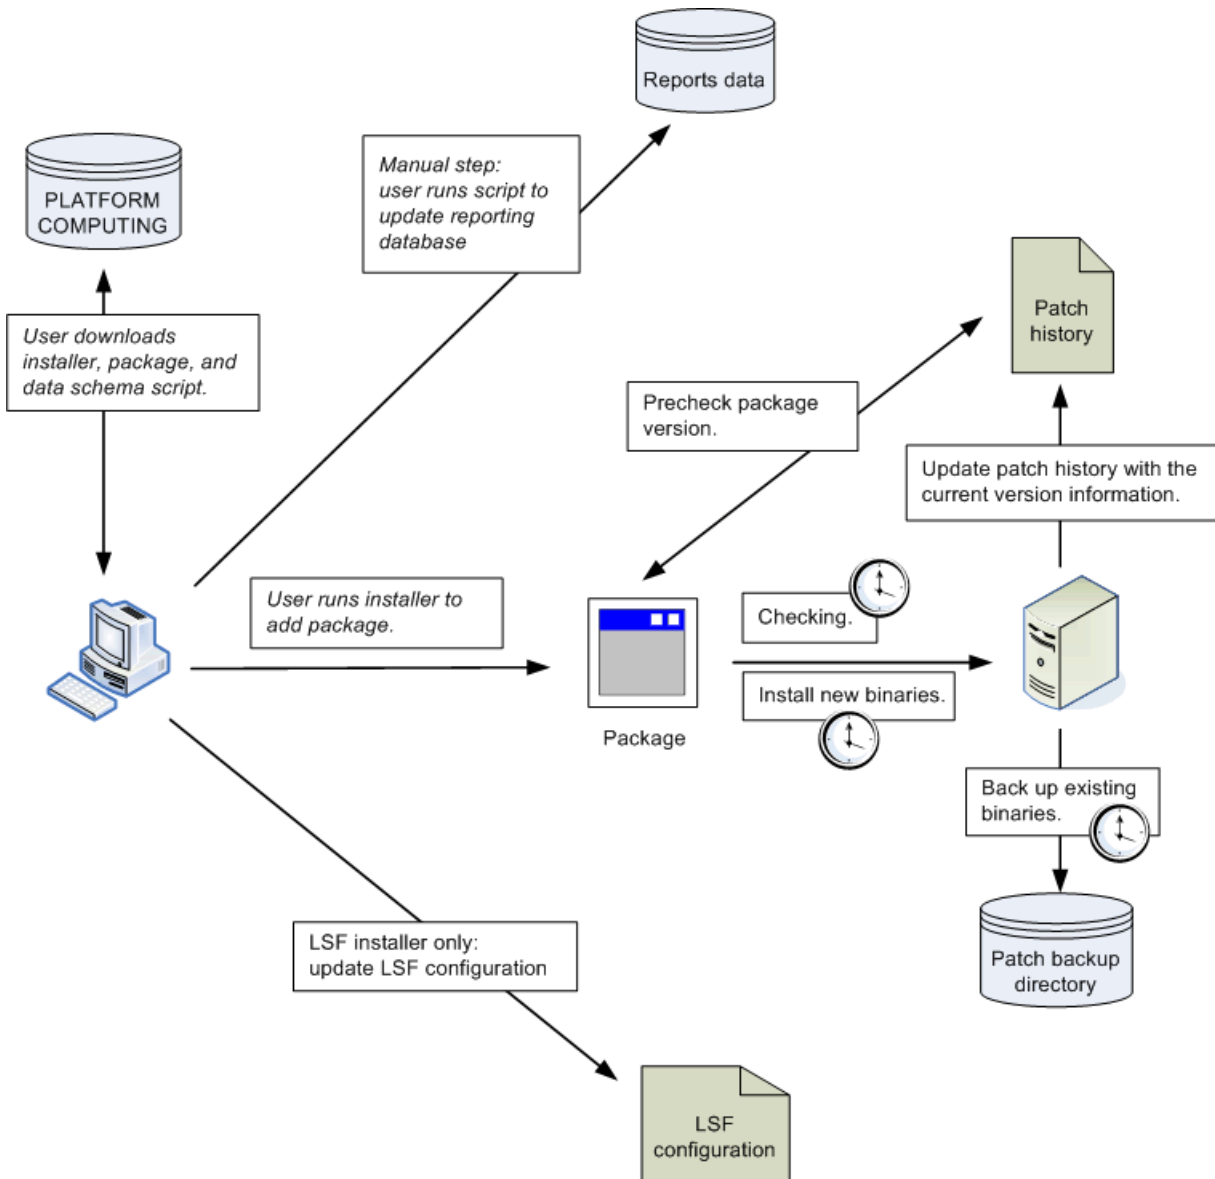 Reports data
PLATFORM
COMPUTING
Manual step:
user runs script to
update reporting
database
User downloads
installer, package, and
data schema script.
Patch
history
Precheck package
version.
Update patch history with the
current version information.
User runs installer to
add package.
Checking.
Install new binaries.
Package
Back up existing
binaries.
LSF installer only:
update LSF configuration
Patch backup
directory
LSF
configuration